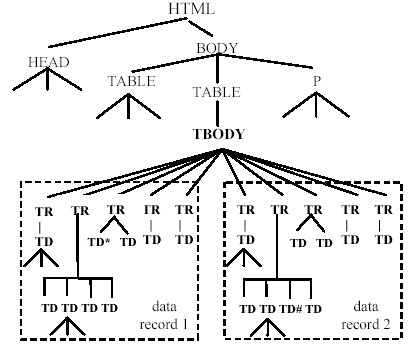 HTML
HEAD BODY
TABLE TABLE P
TBODY
TR TR TR TR TR TR TR TR TR TR
TD TD* TD TD TD TD TD TD TD TD
TD TD TD TD TD TD TD# TD
data data
record 1 record 2